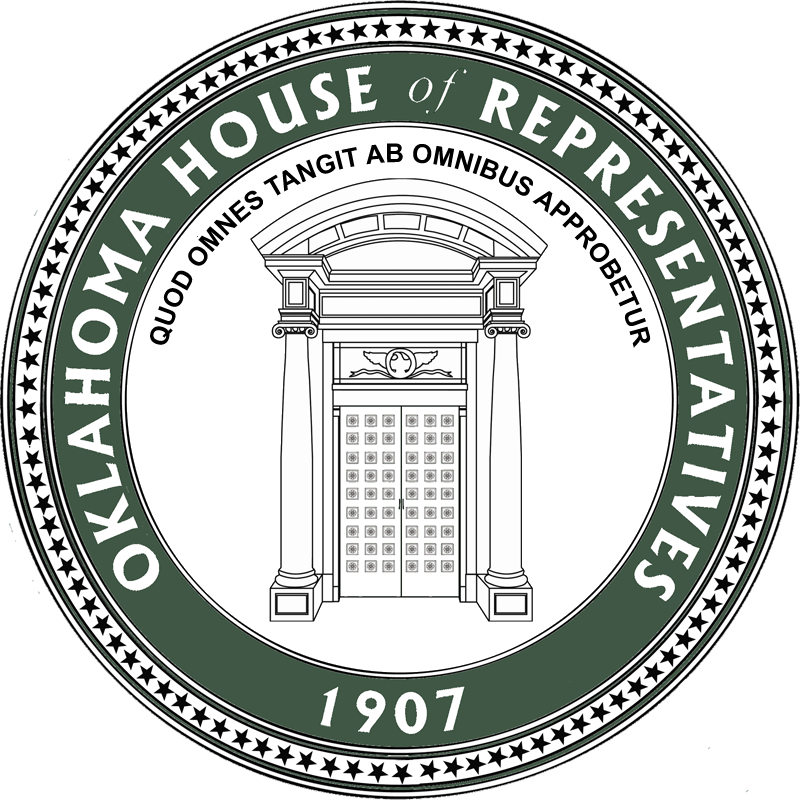 OKLAHOMA HOUSE of REPRESENTATIVES
QUOD OMNES TANGIT AB OMNIBUS APPROBETUR
1907